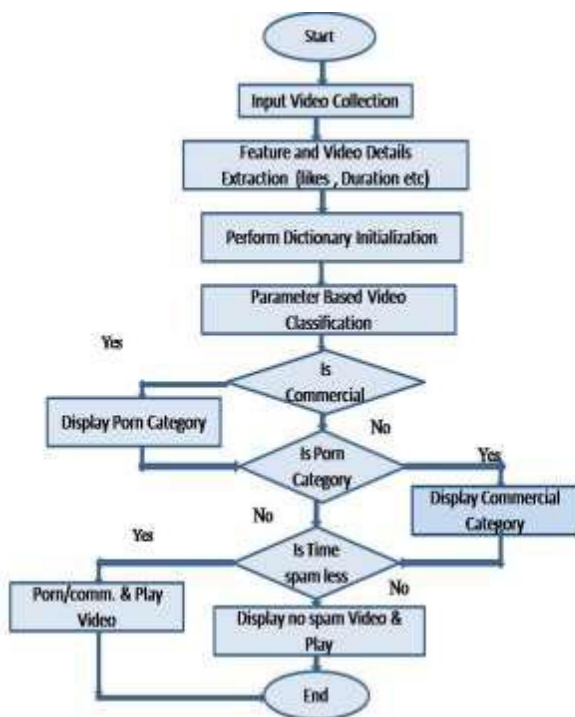 Start
Input Video Collection
Feature and Video Details
Extraction (likes , Duration etc)
Perform Dictionary Initialization
Parameter Based Video
Classification
Yes
Is
Commercial
Display Porn Category
No
Is Porn
Category
Yes
Display Commercial
Category
No
Yes
Is Time
spam less
No
Porn/comm. & Play
Video
Display no spam Video &
Play
End